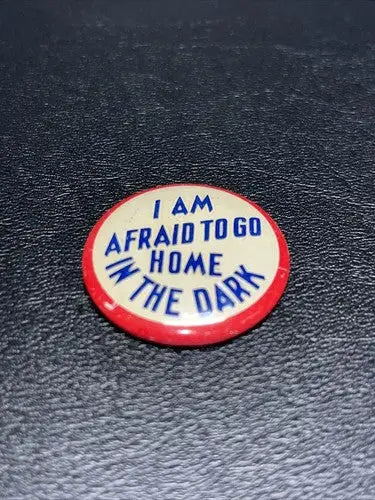 I AM
AFRAID TO GO
HOME
IN THE DARK